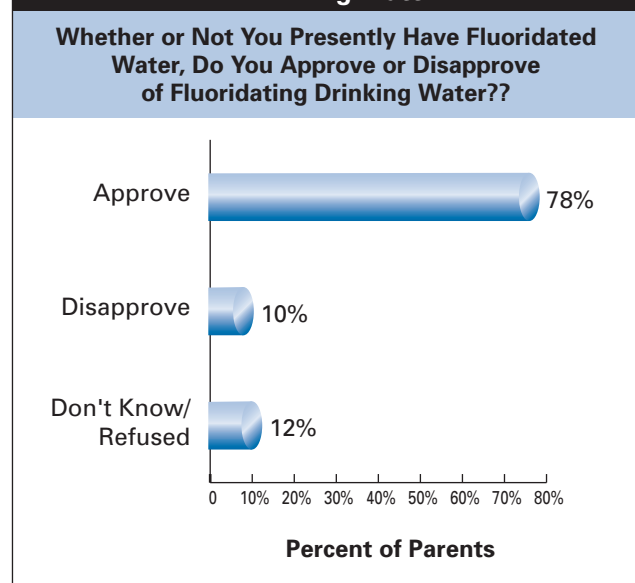 Whether or Not You Presently Have Fluoridated
Water, Do You Approve or Disapprove
of Fluoridating Drinking Water??
Approve
78%
Disapprove
10%
Don't Know/
Refused
12%
0 10% 20% 30% 40% 50% 60% 70% 80%
Percent of Parents